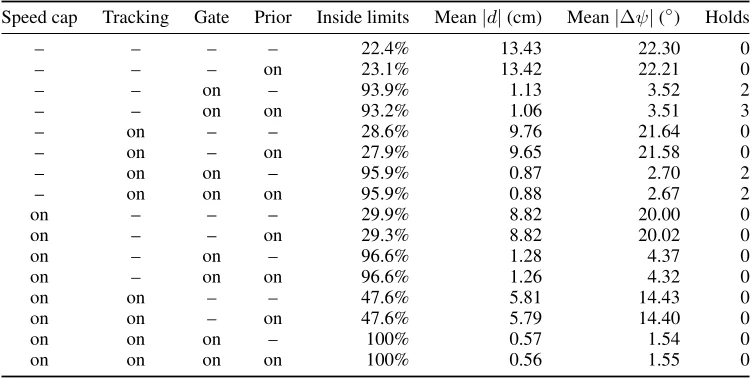 Speed cap Tracking Gate Prior Inside limits Mean |d| (cm) Mean |Δψ| (°) Holds
– – – – 22.4% 13.43 22.30 0
– – – on 23.1% 13.42 22.21 0
– – on – 93.9% 1.13 3.52 2
– – on on 93.2% 1.06 3.51 3
– on – – 28.6% 9.76 21.64 0
– on – on 27.9% 9.65 21.58 0
– on on – 95.9% 0.87 2.70 2
– on on on 95.9% 0.88 2.67 2
on – – – 29.9% 8.82 20.00 0
on – – on 29.3% 8.82 20.02 0
on – on – 96.6% 1.28 4.37 0
on – on on 96.6% 1.26 4.32 0
on on – – 47.6% 5.81 14.43 0
on on – on 47.6% 5.79 14.40 0
on on on – 100% 0.57 1.54 0
on on on on 100% 0.56 1.55 0